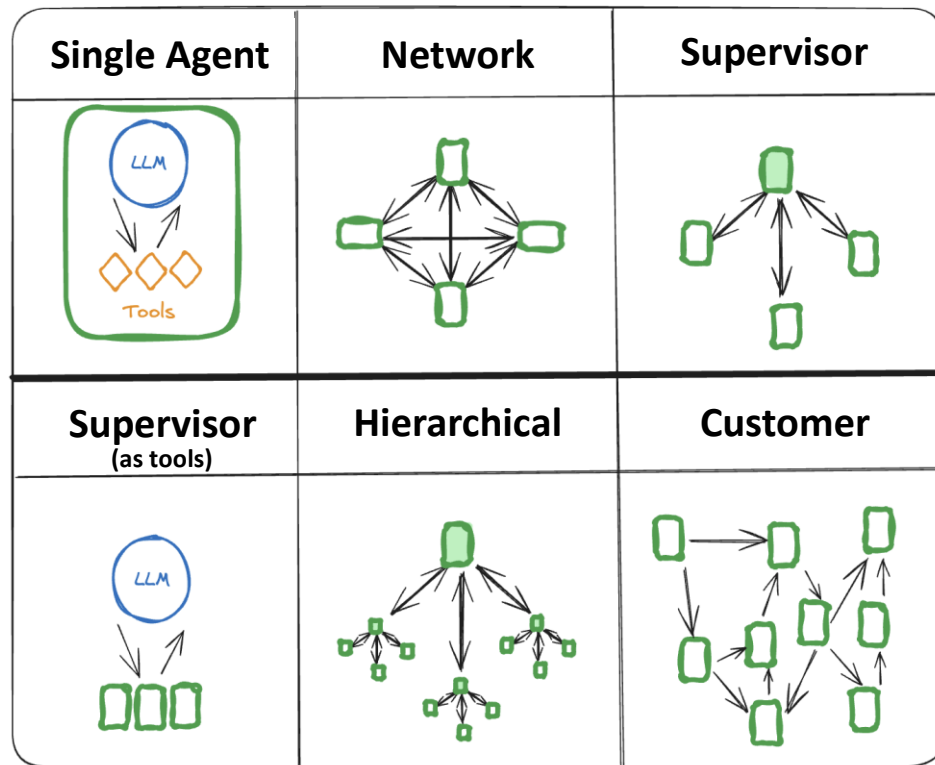 Single Agent
Network
Supervisor
LLM
Tools
Supervisor
(as tools)
Hierarchical
Customer
LLM